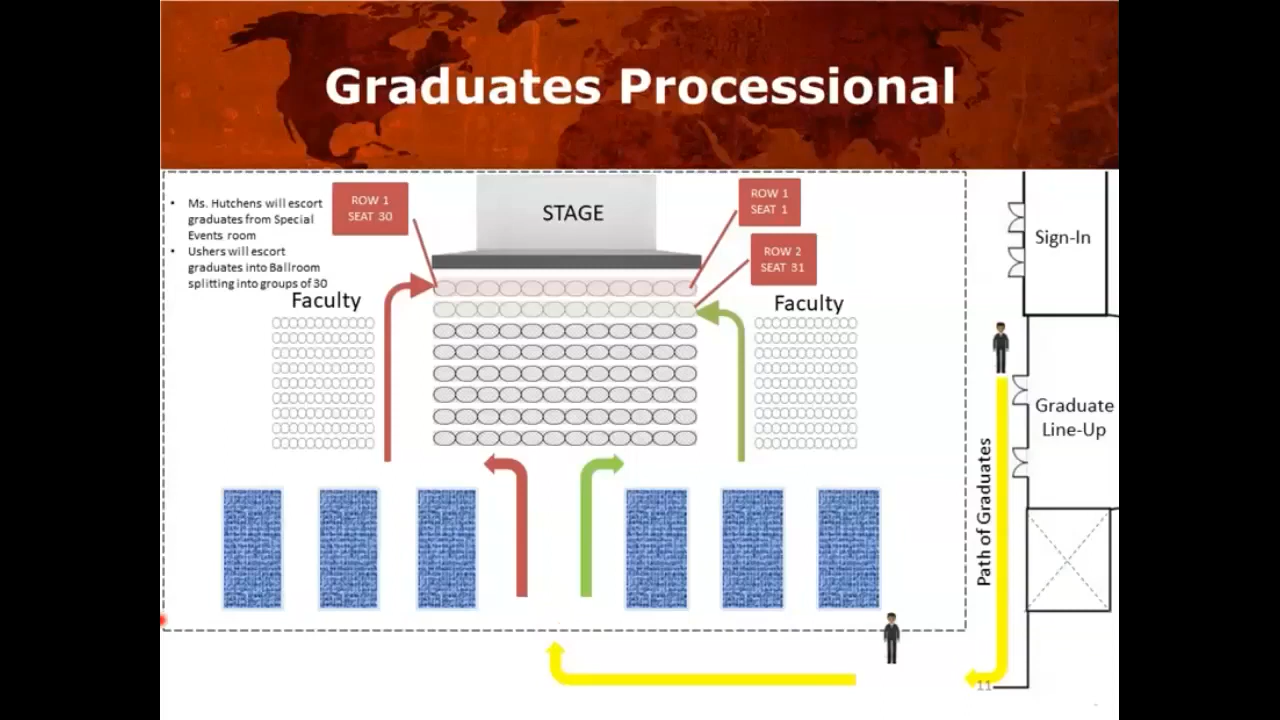 Graduates Processional
• Ms. Hutchens will escort
graduates from Special
Events room
• Ushers will escort
graduates into Ballroom
splitting into groups of 30
ROW 1
SEAT 30
STAGE
ROW 1
SEAT 1
ROW 2
SEAT 31
Faculty
Faculty
Sign-In
Graduate
Line-Up
Path of Graduates
11